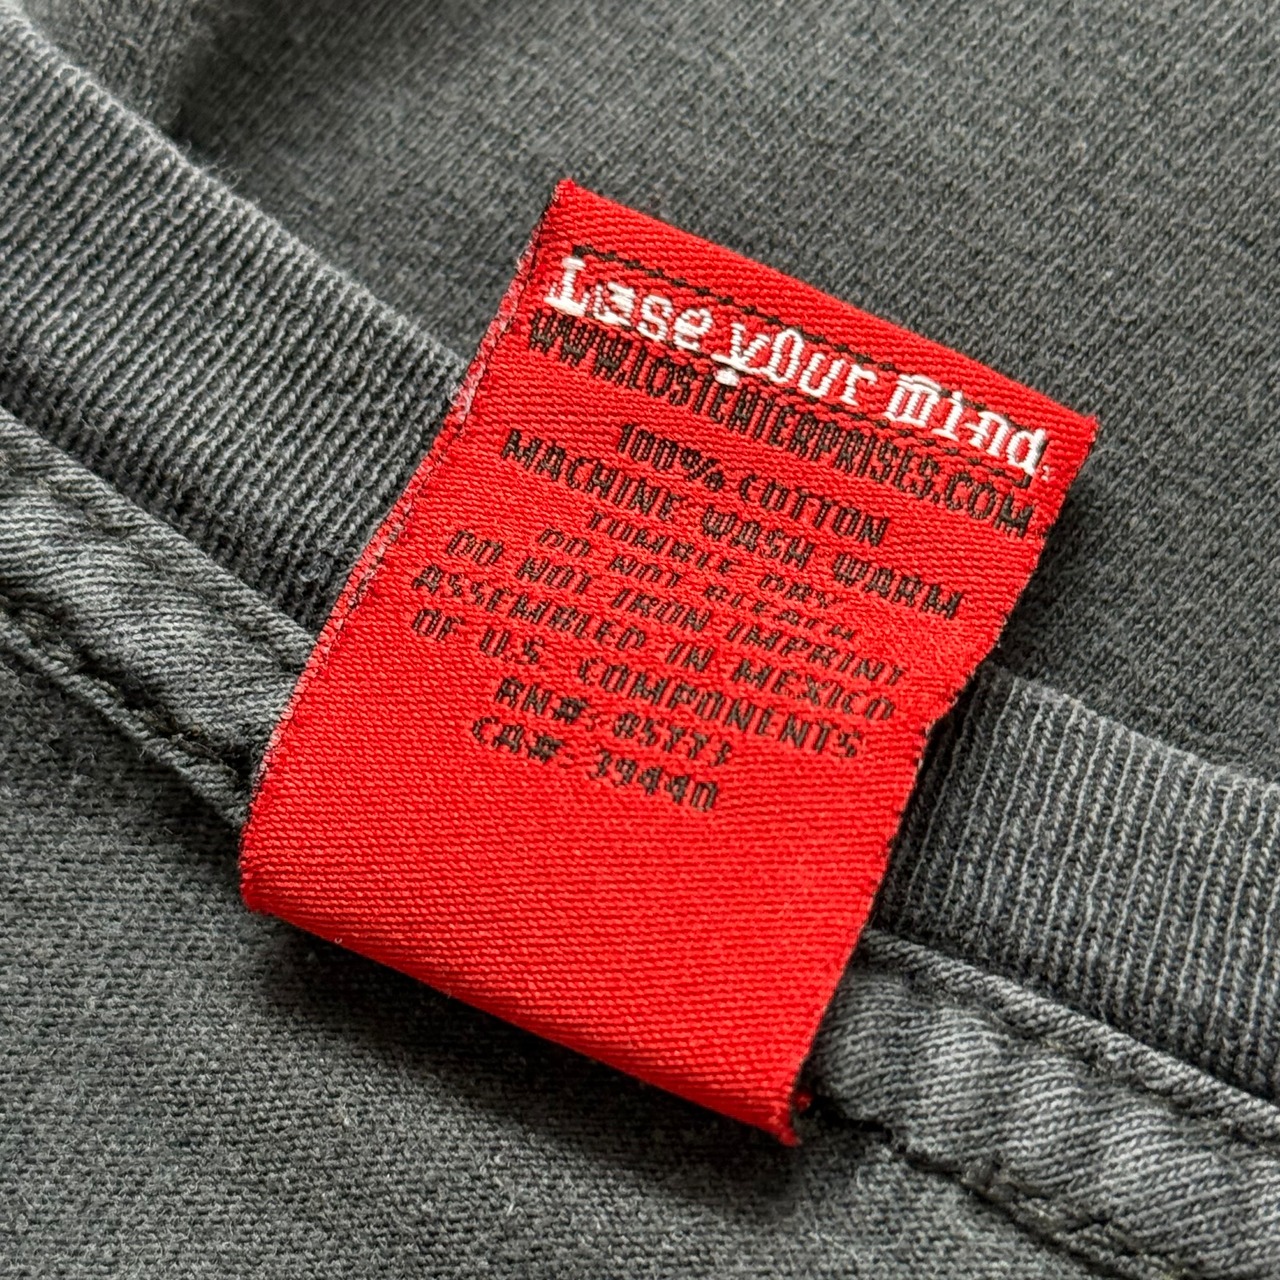 Lose your mind.
WWW.LOSTENTERPRISES.COM
100% COTTON
MACHINE WASH WARM
TUMBLE DRY
DO NOT BLEACH
DO NOT IRON IMPRINT
ASSEMBLED IN MEXICO
OF U.S. COMPONENTS
RN#: 85773
CA#: 39440